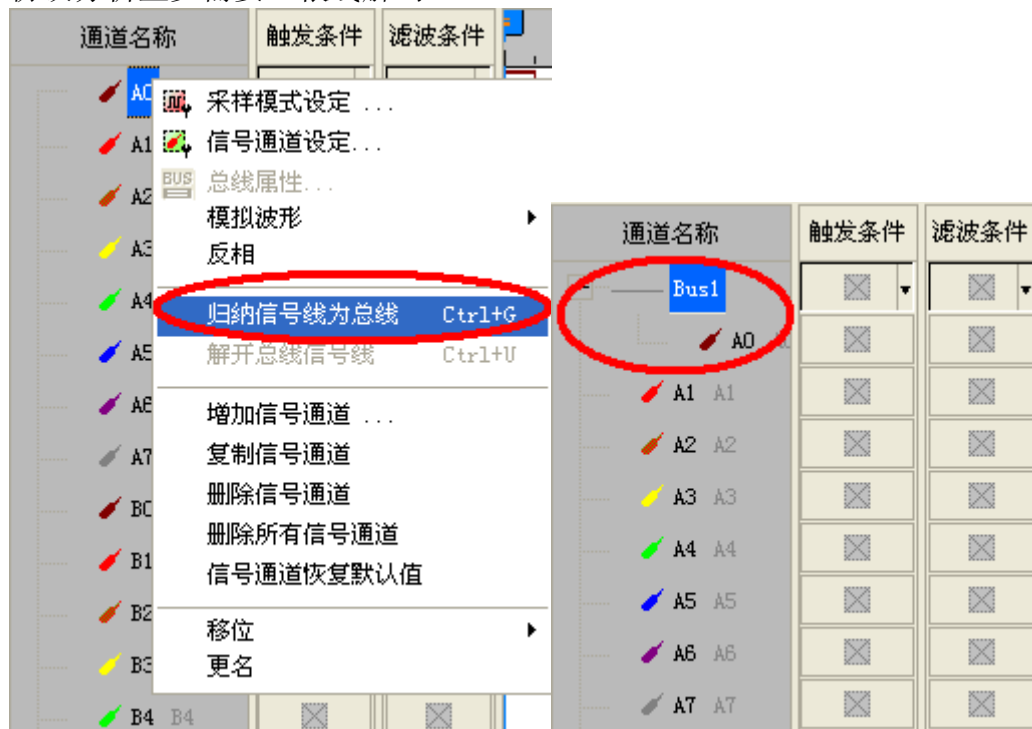 通道名称 触发条件 滤波条件
A0
A1
A2
A3
A4
A5
A6
A7
B0
B1
B2
B3
B4 B4
采样模式设定 ...
信号通道设定...
BUS 总线属性...
模拟波形
反相
归纳信号线为总线 Ctrl+G
解开总线信号线 Ctrl+U
增加信号通道 ...
复制信号通道
删除信号通道
删除所有信号通道
信号通道恢复默认值
移位
更名
通道名称 触发条件 滤波条件
Bus1
A0
A1 A1
A2 A2
A3 A3
A4 A4
A5 A5
A6 A6
A7 A7